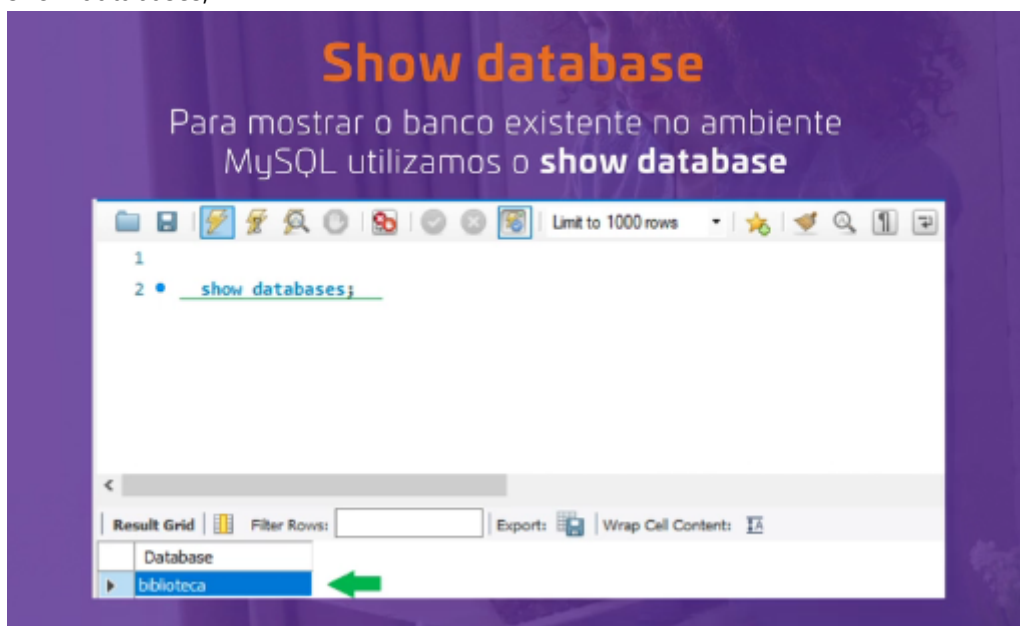 Show database
Para mostrar o banco existente no ambiente
MySQL utilizamos o show database
Limit to 1000 rows
1
2 show databases;
Result Grid Filter Rows: Export: Wrap Cell Content: IA
Database
biblioteca